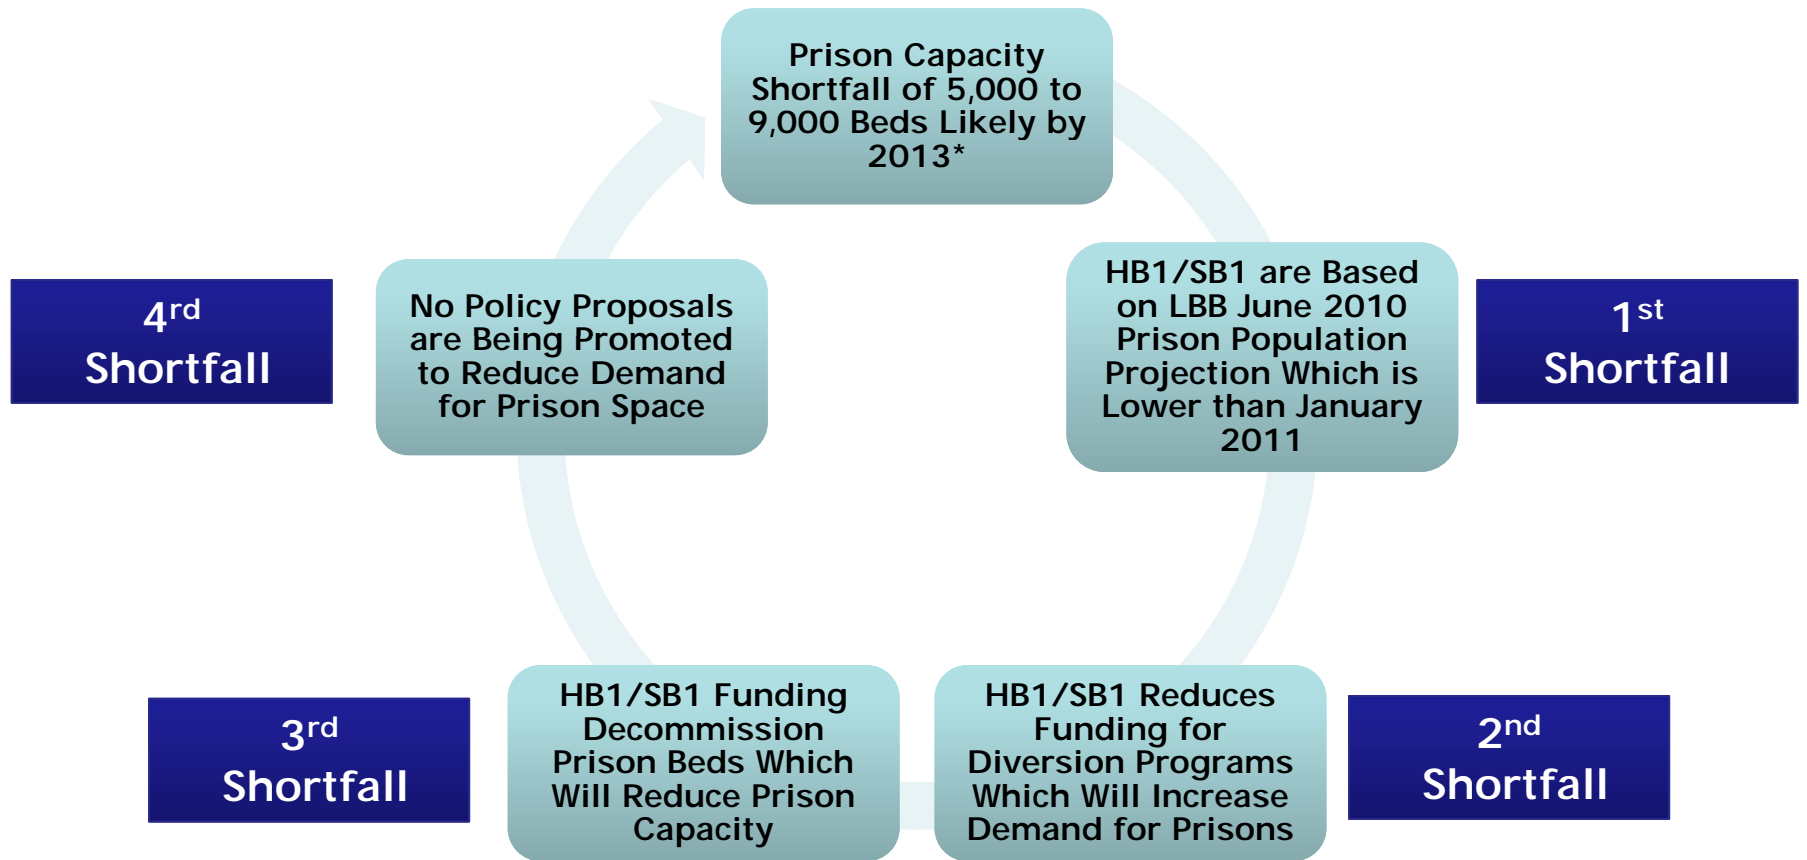 Prison Capacity
Shortfall of 5,000 to
9,000 Beds Likely by
2013*
HB1/SB1 are Based
on LBB June 2010
Prison Population
Projection Which is
Lower than January
2011
1st
Shortfall
HB1/SB1 Reduces
Funding for
Diversion Programs
Which Will Increase
Demand for Prisons
2nd
Shortfall
HB1/SB1 Funding
Decommission
Prison Beds Which
Will Reduce Prison
Capacity
3rd
Shortfall
No Policy Proposals
are Being Promoted
to Reduce Demand
for Prison Space
4rd
Shortfall